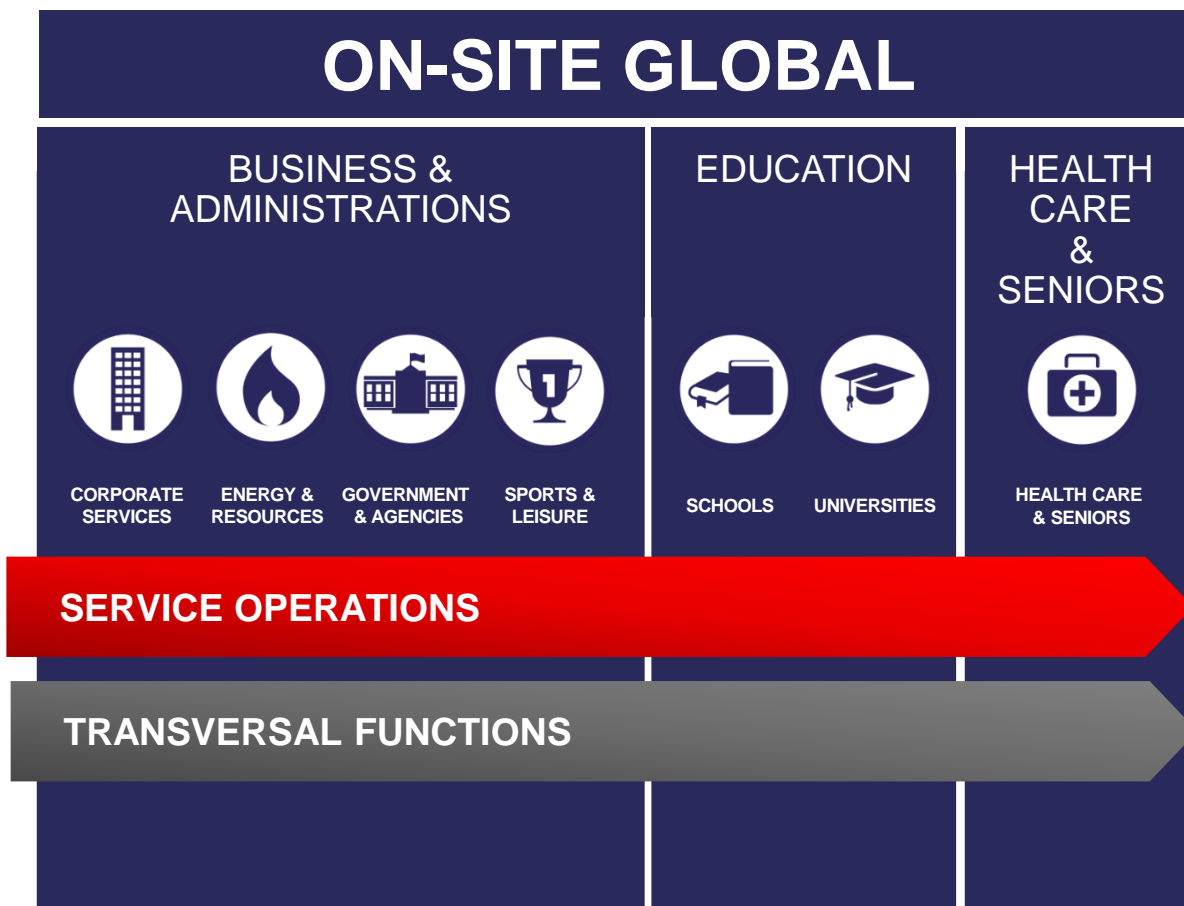 ON-SITE GLOBAL
BUSINESS &
ADMINISTRATIONS
EDUCATION
HEALTH
CARE
&
SENIORS
1
CORPORATE
SERVICES
ENERGY &
RESOURCES
GOVERNMENT
& AGENCIES
SPORTS &
LEISURE
SCHOOLS
UNIVERSITIES
HEALTH CARE
& SENIORS
SERVICE OPERATIONS
TRANSVERSAL FUNCTIONS